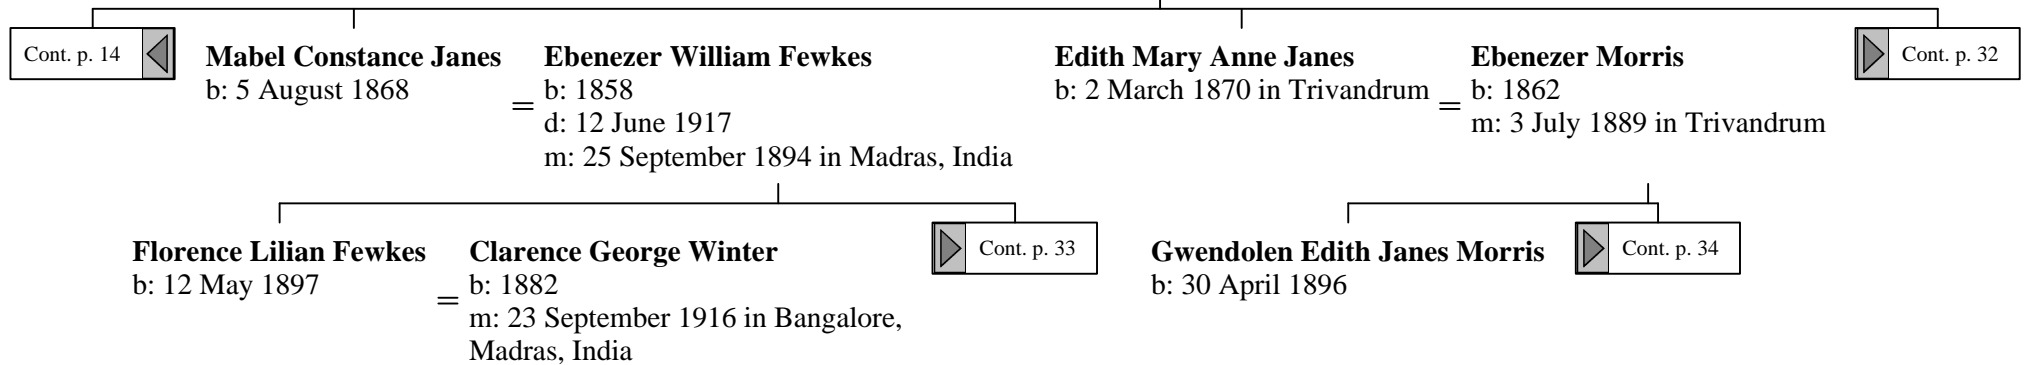 Cont. p. 14
Mabel Constance Janes
b: 5 August 1868
=
Ebenezer William Fewkes
b: 1858
d: 12 June 1917
m: 25 September 1894 in Madras, India
Edith Mary Anne Janes
b: 2 March 1870 in Trivandrum
=
Ebenezer Morris
b: 1862
m: 3 July 1889 in Trivandrum
Cont. p. 32
Florence Lilian Fewkes
b: 12 May 1897
=
Clarence George Winter
b: 1882
m: 23 September 1916 in Bangalore,
Madras, India
Cont. p. 33
Gwendolen Edith Janes Morris
b: 30 April 1896
Cont. p. 34